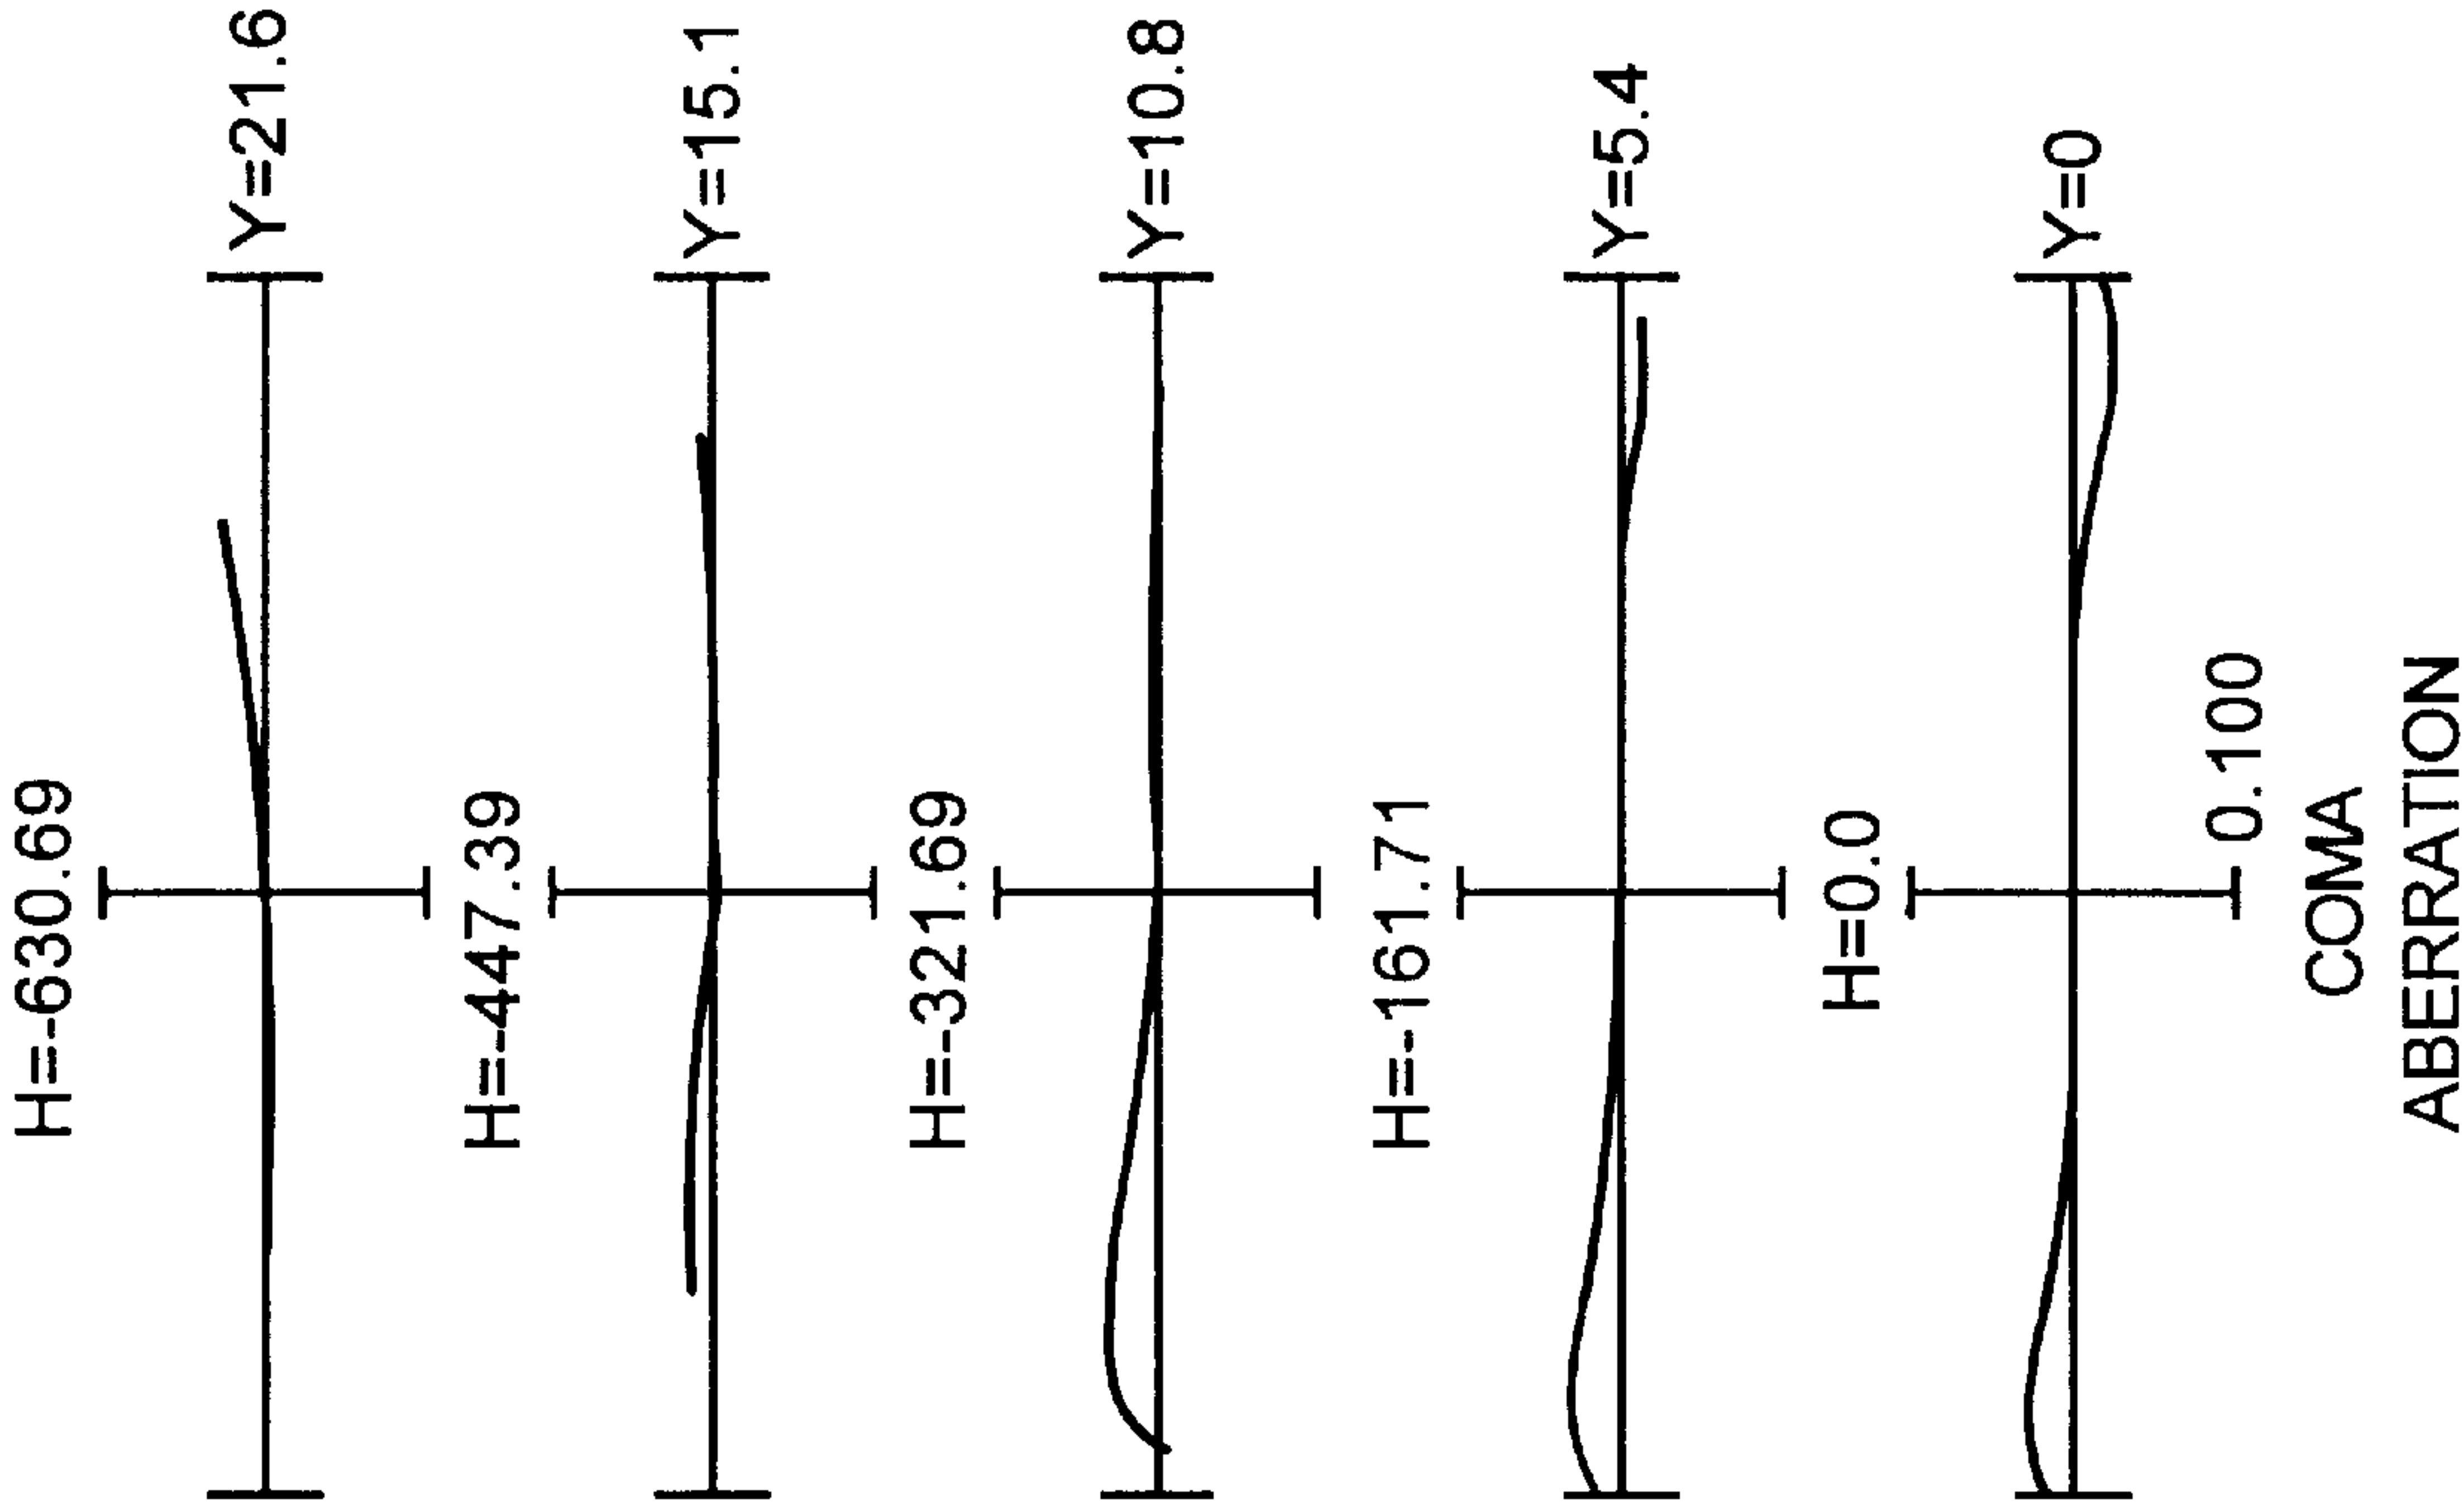 H=-630.69
Y=21.6
H=-447.39
Y=15.1
H=-321.69
Y=10.8
H=-161.71
Y=5.4
H=0.0
Y=0
0.100
COMA
ABERRATION